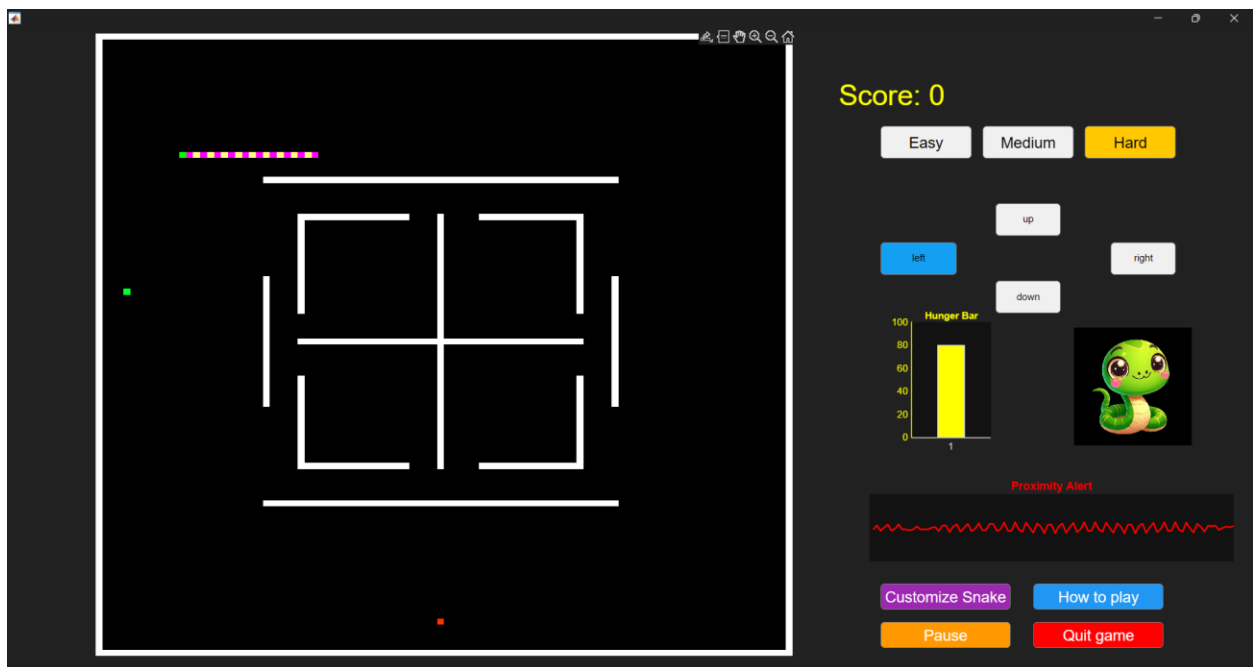 Score: 0
Easy Medium Hard
up
left right
down
Hunger Bar
100
80
60
40
20
0
1
Proximity Alert
Customize Snake How to play
Pause Quit game